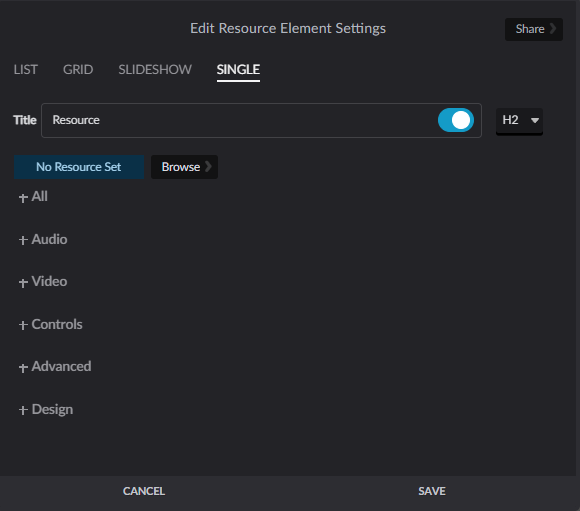 Edit Resource Element Settings
Share
LIST GRID SLIDESHOW SINGLE
Title Resource H2
No Resource Set Browse
All
Audio
Video
Controls
Advanced
Design
CANCEL SAVE